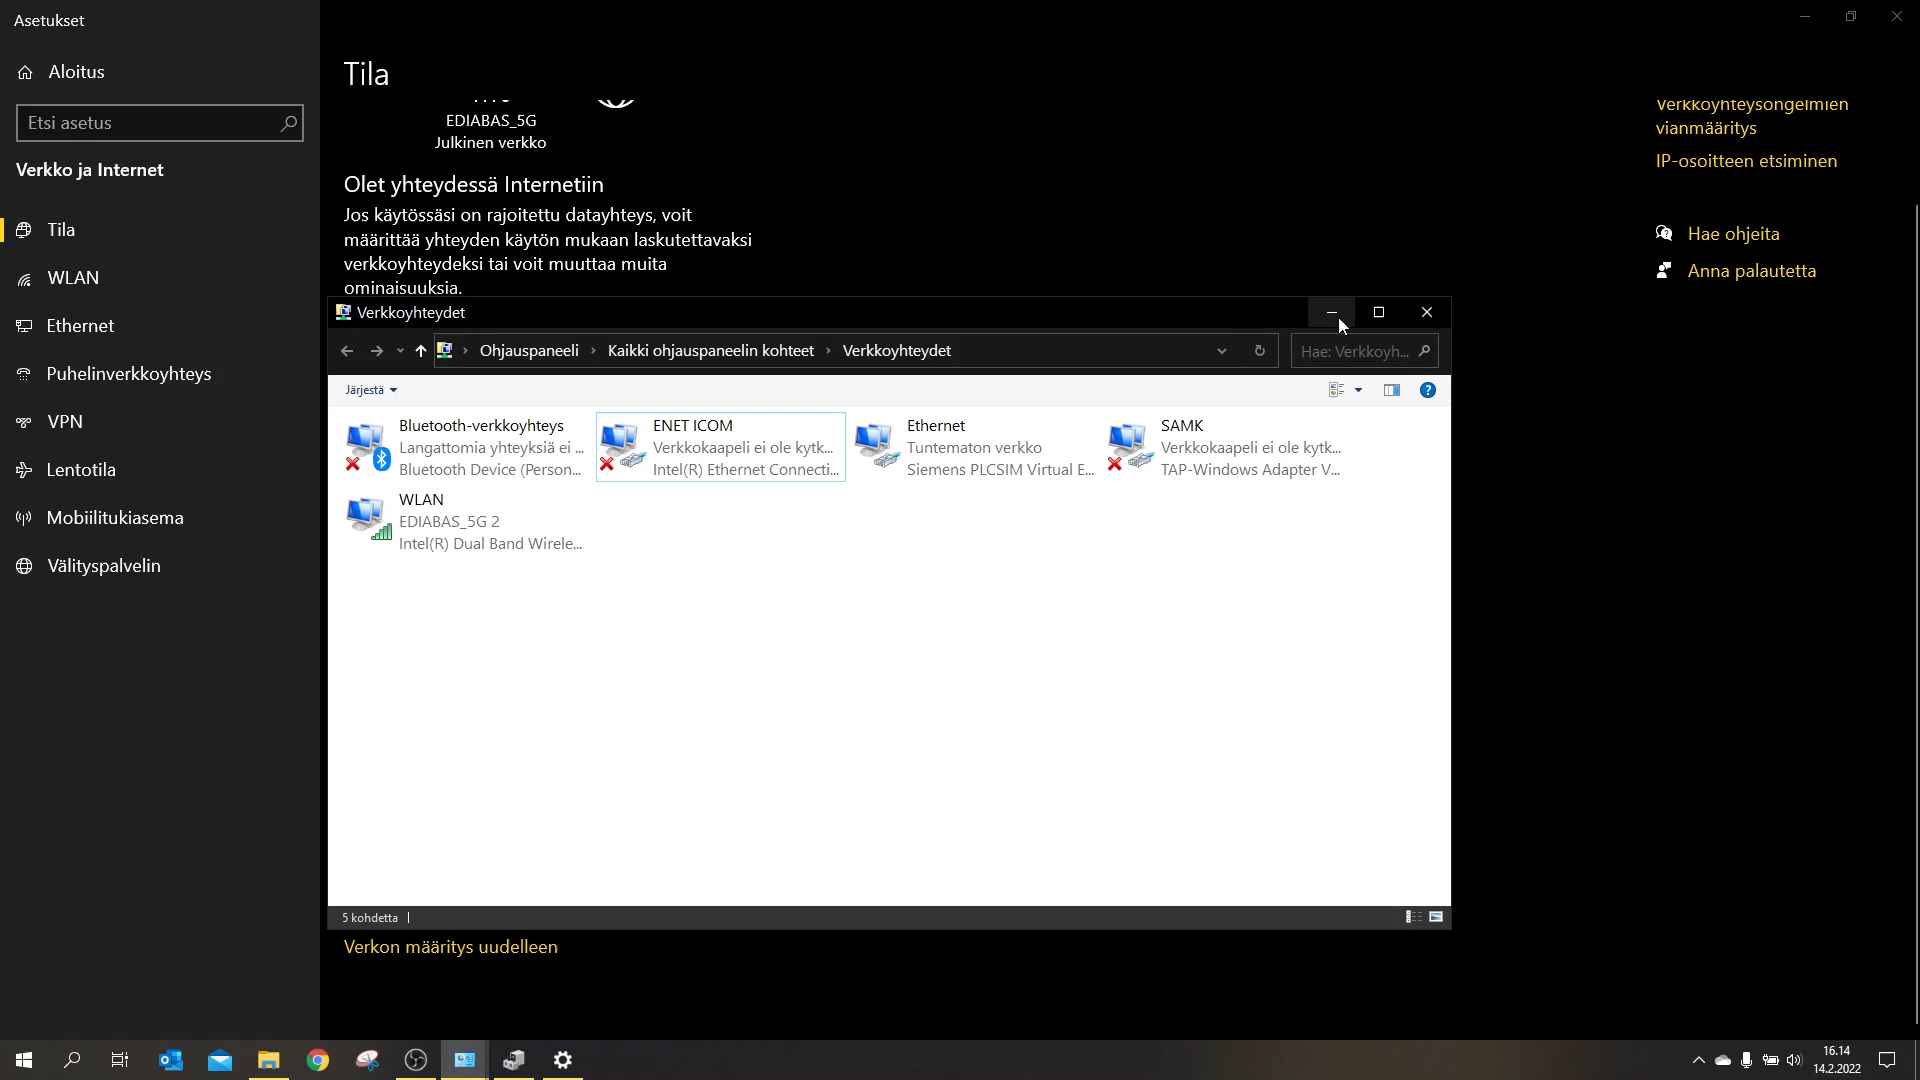 Asetukset
Aloitus
Etsi asetus
Verkko ja Internet
Tila
WLAN
Ethernet
Puhelinverkkoyhteys
VPN
Lentotila
Mobiilitukiasema
Välityspalvelin
Tila
EDIABAS_5G
Julkinen verkko
Olet yhteydessä Internetiin
Jos käytössäsi on rajoitettu datayhteys, voit
määrittää yhteyden käytön mukaan laskutettavaksi
verkkoyhteydeksi tai voit muuttaa muita
ominaisuuksia.
Verkkoyhteysongelmien
vianmääritys
IP-osoitteen etsiminen
Hae ohjeita
Anna palautetta
Verkkoyhteydet
Ohjauspaneeli › Kaikki ohjauspaneelin kohteet › Verkkoyhteydet
Hae: Verkkoyh...
Järjestä
Bluetooth-verkkoyhteys
Langattomia yhteyksiä ei ...
Bluetooth Device (Person...
ENET ICOM
Verkkokaapeli ei ole kytk...
Intel(R) Ethernet Connecti...
Ethernet
Tuntematon verkko
Siemens PLCSIM Virtual E...
SAMK
Verkkokaapeli ei ole kytk...
TAP-Windows Adapter V...
WLAN
EDIABAS_5G 2
Intel(R) Dual Band Wirele...
5 kohdetta
Verkon määritys uudelleen
16.14
14.2.2022